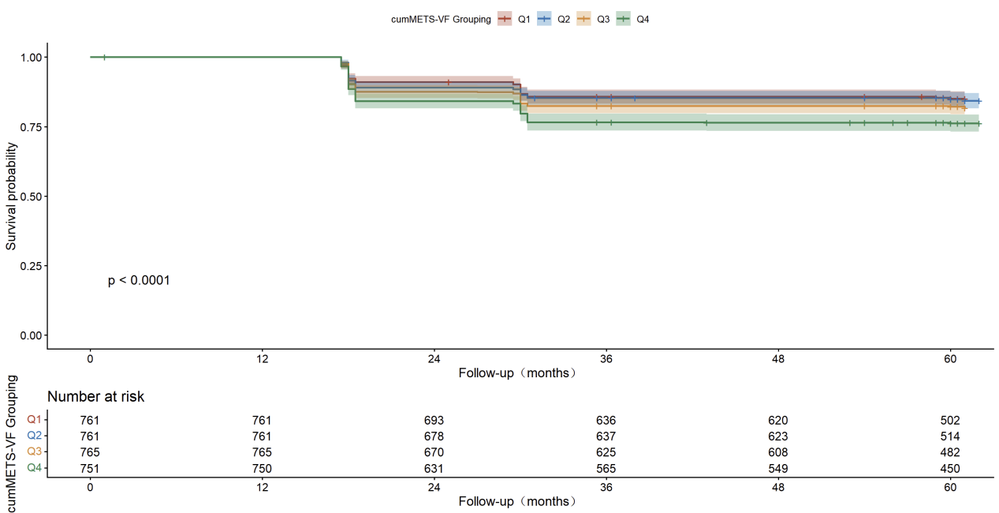 cumMETS-VF Grouping Q1 Q2 Q3 Q4
Survival probability
1.00
0.75
0.50
0.25
0.00
p < 0.0001
0 12 24 36 48 60
Follow-up（months）
Number at risk
cumMETS-VF Grouping
Q1 761 761 693 636 620 502
Q2 761 761 678 637 623 514
Q3 765 765 670 625 608 482
Q4 751 750 631 565 549 450
0 12 24 36 48 60
Follow-up（months）